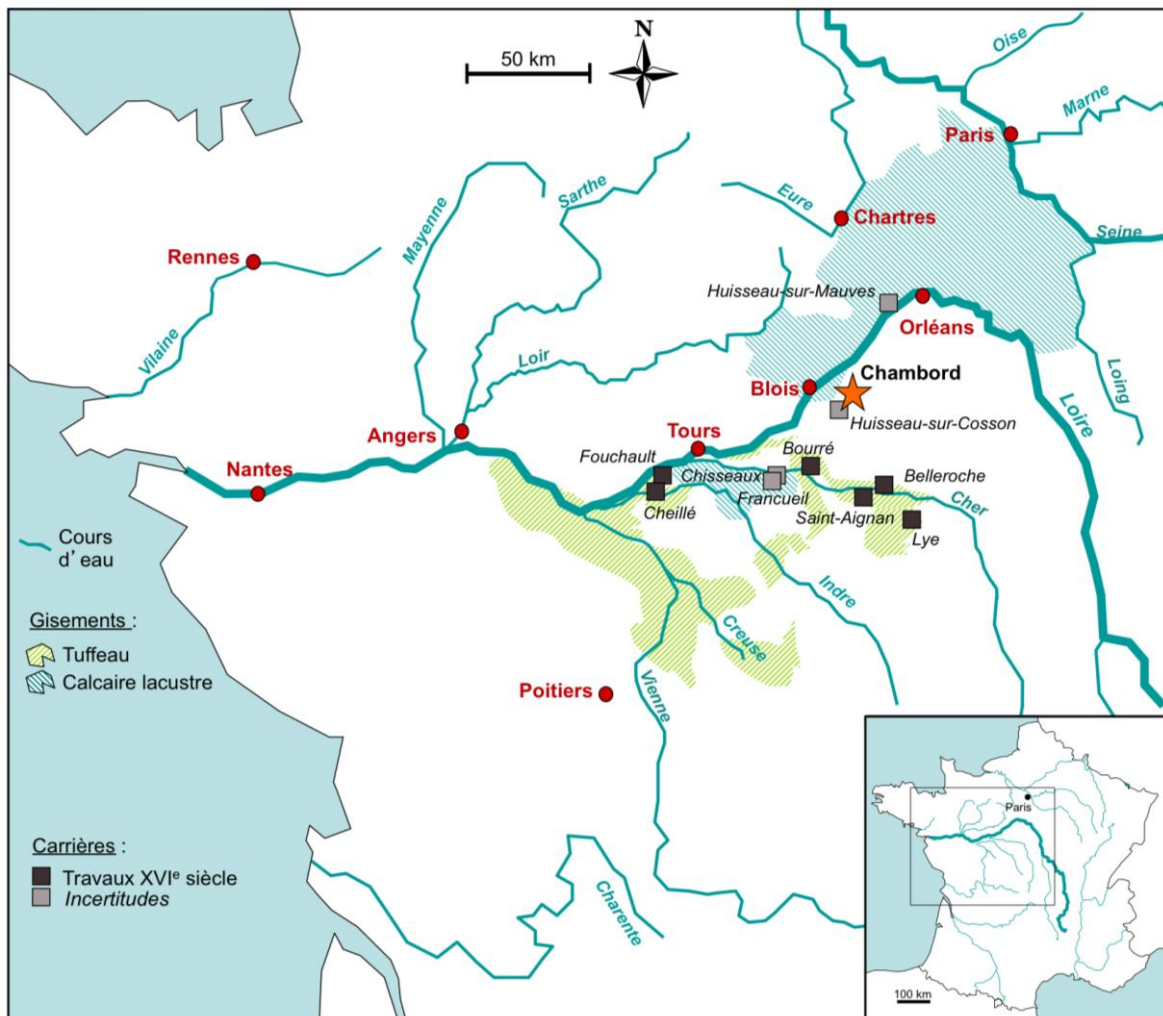 N
50 km
Oise
Marne
Paris
Sarthe
Eure
Mayenne
Chartres
Seine
Rennes
Huisseau-sur-Mauves
Vilaine
Orléans
Loir
Chambord
Loing
Blois
Loire
Huisseau-sur-Cosson
Angers
Tours
Bourré
Fouchault
Nantes
Chisseaux
Belleroche
Francueil
Cher
Cheillé
Saint-Aignan
Lye
Cours
d'eau
Indre
Gisements :
Creuse
Tuffeau
Calcaire lacustre
Poitiers
Vienne
Carrières :
Travaux XVIe siècle
Incertitudes
Charente
Paris
100 km